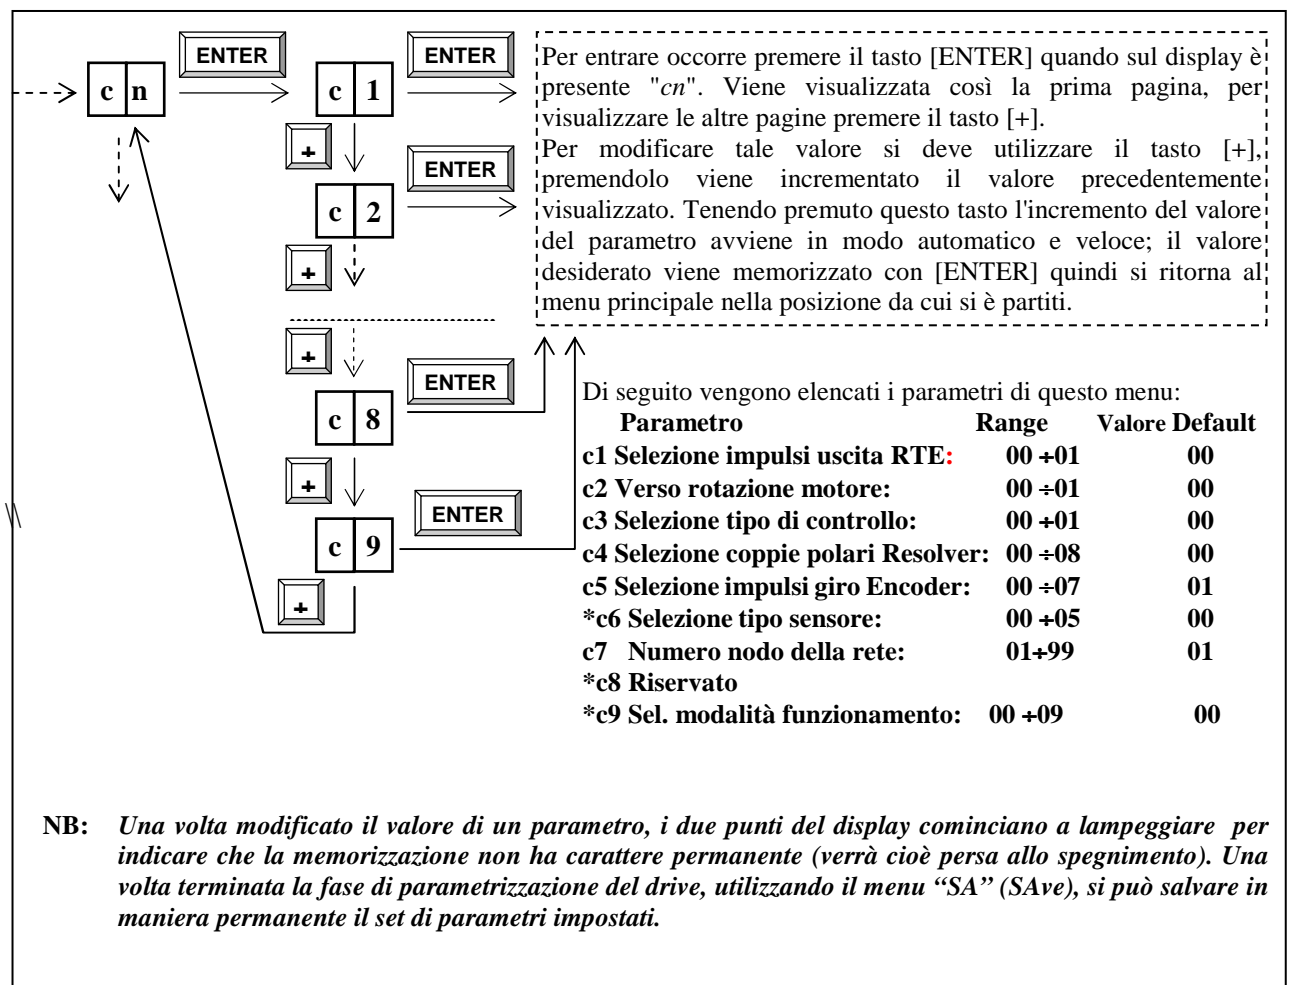 ENTER
ENTER
c n
c 1
+
ENTER
c 2
+
+
ENTER
c 8
+
ENTER
c 9
+
Per entrare occorre premere il tasto [ENTER] quando sul display è
presente "cn". Viene visualizzata così la prima pagina, per
visualizzare le altre pagine premere il tasto [+].
Per modificare tale valore si deve utilizzare il tasto [+],
premendolo viene incrementato il valore precedentemente
visualizzato. Tenendo premuto questo tasto l'incremento del valore
del parametro avviene in modo automatico e veloce; il valore
desiderato viene memorizzato con [ENTER] quindi si ritorna al
menu principale nella posizione da cui si è partiti.
Di seguito vengono elencati i parametri di questo menu:
Parametro Range Valore Default
c1 Selezione impulsi uscita RTE: 00 ÷01 00
c2 Verso rotazione motore: 00 ÷01 00
c3 Selezione tipo di controllo: 00 ÷01 00
c4 Selezione coppie polari Resolver: 00 ÷08 00
c5 Selezione impulsi giro Encoder: 00 ÷07 01
*c6 Selezione tipo sensore: 00 ÷05 00
c7 Numero nodo della rete: 01÷99 01
*c8 Riservato
*c9 Sel. modalità funzionamento: 00 ÷09 00
NB: Una volta modificato il valore di un parametro, i due punti del display cominciano a lampeggiare per
indicare che la memorizzazione non ha carattere permanente (verrà cioè persa allo spegnimento). Una
volta terminata la fase di parametrizzazione del drive, utilizzando il menu “SA” (SAve), si può salvare in
maniera permanente il set di parametri impostati.